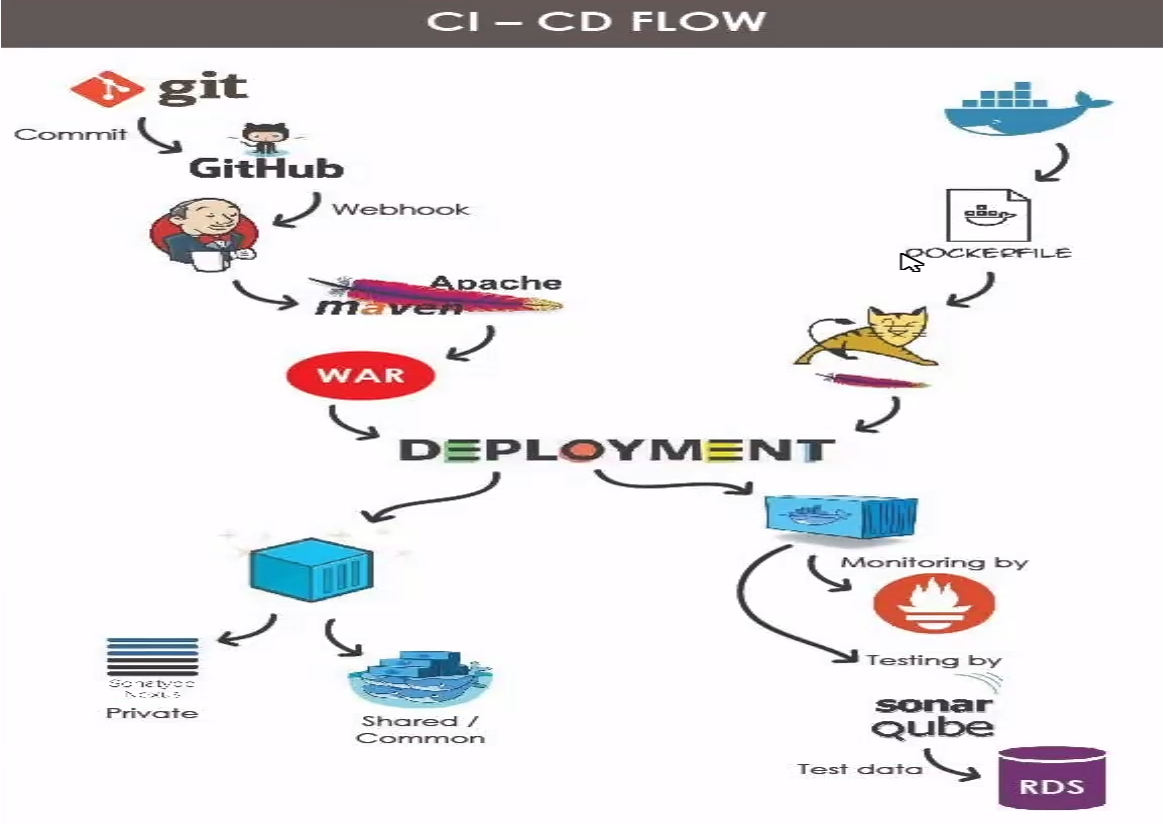 CI – CD FLOW
git
Commit
GitHub
Webhook
Apache
maven
WAR
DOCKERFILE
DEPLOYMENT
Monitoring by
Testing by
sonar
qube
Test data
RDS
Sonatype
Nexus
Private
Shared /
Common